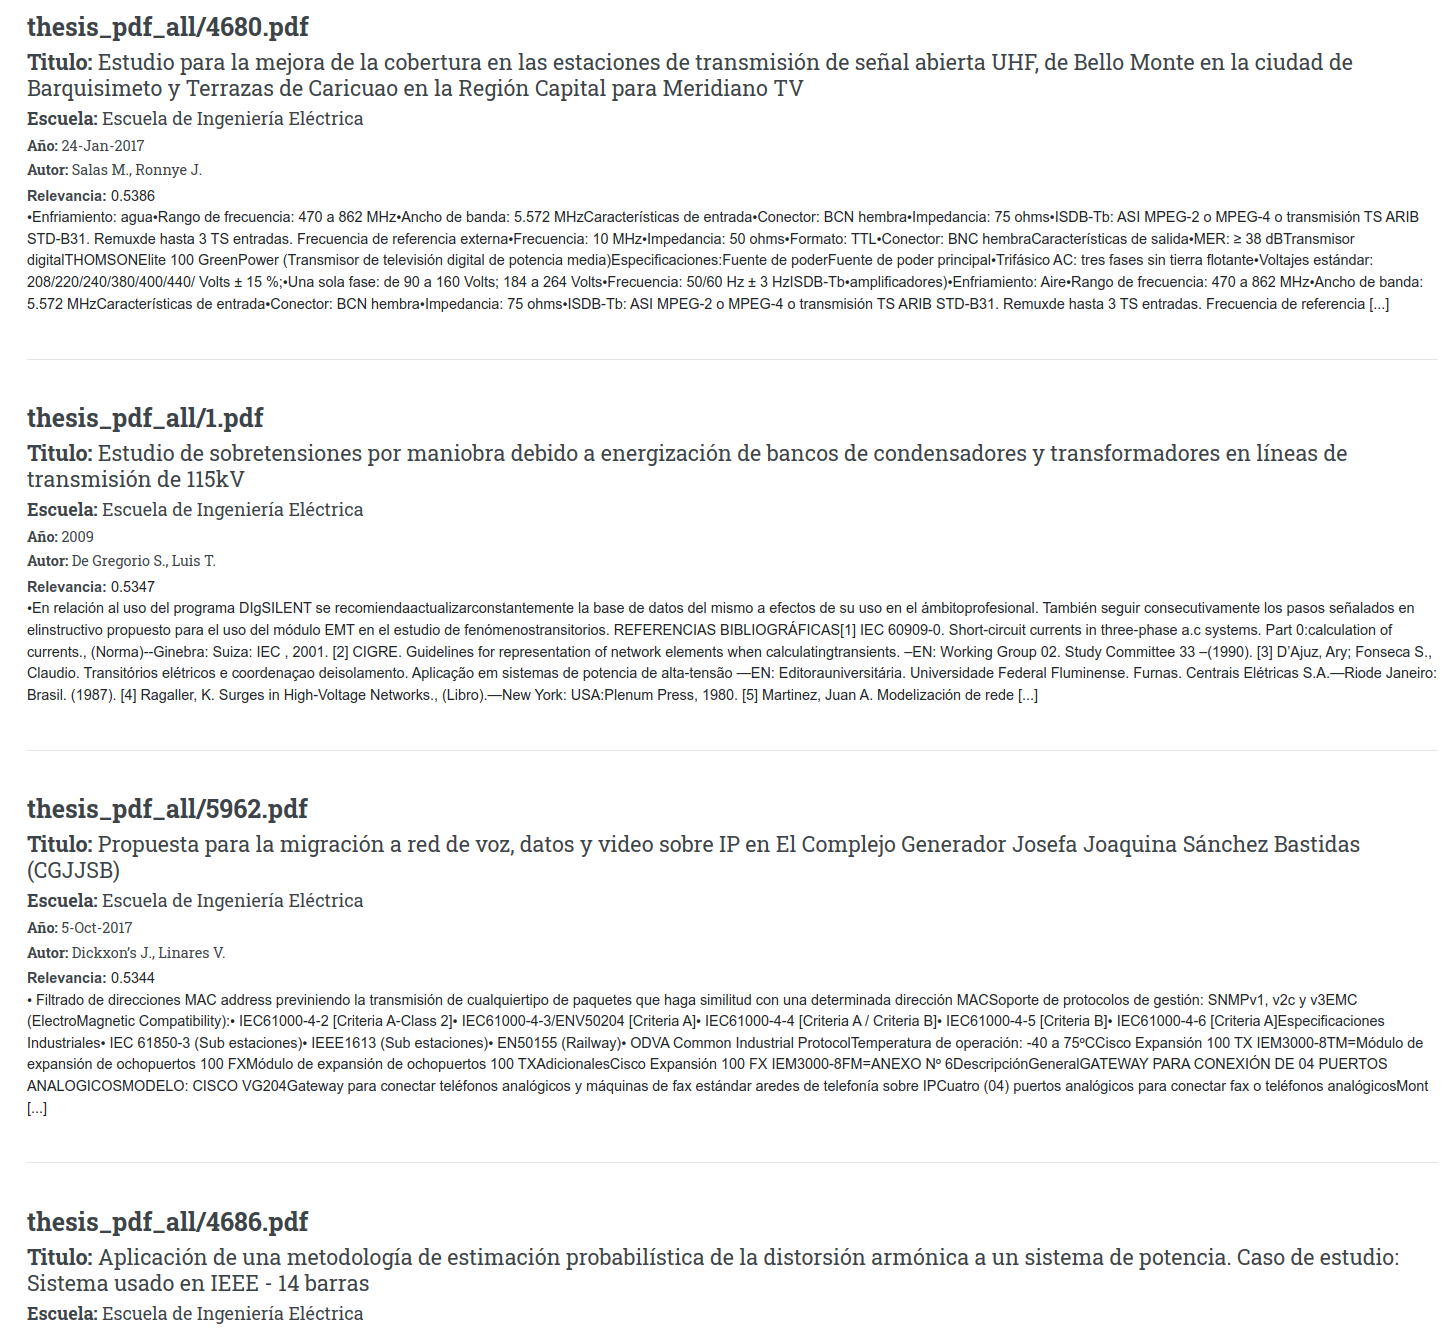 thesis_pdf_all/4680.pdf
Titulo: Estudio para la mejora de la cobertura en las estaciones de transmisión de señal abierta UHF, de Bello Monte en la ciudad de
Barquisimeto y Terrazas de Caricuao en la Región Capital para Meridiano TV
Escuela: Escuela de Ingeniería Eléctrica
Año: 24-Jan-2017
Autor: Salas M., Ronnye J.
Relevancia: 0.5386
•Enfriamiento: agua•Rango de frecuencia: 470 a 862 MHz•Ancho de banda: 5.572 MHzCaracterísticas de entrada•Conector: BCN hembra•Impedancia: 75 ohms•ISDB-Tb: ASI MPEG-2 o MPEG-4 o transmisión TS ARIB
STD-B31. Remuxde hasta 3 TS entradas. Frecuencia de referencia externa•Frecuencia: 10 MHz•Impedancia: 50 ohms•Formato: TTL•Conector: BNC hembraCaracterísticas de salida•MER: ≥ 38 dBTransmisor
digitalTHOMSONElite 100 GreenPower (Transmisor de televisión digital de potencia media)Especificaciones:Fuente de poderFuente de poder principal•Trifásico AC: tres fases sin tierra flotante•Voltajes estándar:
208/220/240/380/400/440/ Volts ± 15 %;•Una sola fase: de 90 a 160 Volts; 184 a 264 Volts•Frecuencia: 50/60 Hz ± 3 HzISDB-Tb•amplificadores)•Enfriamiento: Aire•Rango de frecuencia: 470 a 862 MHz•Ancho de banda:
5.572 MHzCaracterísticas de entrada•Conector: BCN hembra•Impedancia: 75 ohms•ISDB-Tb: ASI MPEG-2 o MPEG-4 o transmisión TS ARIB STD-B31. Remuxde hasta 3 TS entradas. Frecuencia de referencia [...]
thesis_pdf_all/1.pdf
Titulo: Estudio de sobretensiones por maniobra debido a energización de bancos de condensadores y transformadores en líneas de
transmisión de 115kV
Escuela: Escuela de Ingeniería Eléctrica
Año: 2009
Autor: De Gregorio S., Luis T.
Relevancia: 0.5347
•En relación al uso del programa DIgSILENT se recomiendaactualizarconstantemente la base de datos del mismo a efectos de su uso en el ámbitoprofesional. También seguir consecutivamente los pasos señalados en
elinstructivo propuesto para el uso del módulo EMT en el estudio de fenómenostransitorios. REFERENCIAS BIBLIOGRÁFICAS[1] IEC 60909-0. Short-circuit currents in three-phase a.c systems. Part 0:calculation of
currents., (Norma)--Ginebra: Suiza: IEC , 2001. [2] CIGRE. Guidelines for representation of network elements when calculatingtransients. –EN: Working Group 02. Study Committee 33 –(1990). [3] D'Ajuz, Ary; Fonseca S.,
Claudio. Transitórios elétricos e coordenaçao deisolamento. Aplicação em sistemas de potencia de alta-tensão —EN: Editorauniversitária. Universidade Federal Fluminense. Furnas. Centrais Elétricas S.A.—Riode Janeiro:
Brasil. (1987). [4] Ragaller, K. Surges in High-Voltage Networks., (Libro).—New York: USA:Plenum Press, 1980. [5] Martinez, Juan A. Modelización de rede [...]
thesis_pdf_all/5962.pdf
Titulo: Propuesta para la migración a red de voz, datos y video sobre IP en El Complejo Generador Josefa Joaquina Sánchez Bastidas
(CGJJSB)
Escuela: Escuela de Ingeniería Eléctrica
Año: 5-Oct-2017
Autor: Dickxon’s J., Linares V.
Relevancia: 0.5344
• Filtrado de direcciones MAC address previniendo la transmisión de cualquiertipo de paquetes que haga similitud con una determinada dirección MACSoporte de protocolos de gestión: SNMPv1, v2c y v3EMC
(ElectroMagnetic Compatibility):• IEC61000-4-2 [Criteria A-Class 2]• IEC61000-4-3/ENV50204 [Criteria A]• IEC61000-4-4 [Criteria A / Criteria B]• IEC61000-4-5 [Criteria B]• IEC61000-4-6 [Criteria A]Especificaciones
Industriales• IEC 61850-3 (Sub estaciones)• IEEE1613 (Sub estaciones)• EN50155 (Railway)• ODVA Common Industrial ProtocolTemperatura de operación: -40 a 75ºCCisco Expansión 100 TX IEM3000-8TM=Módulo de
expansión de ochopuertos 100 FXMódulo de expansión de ochopuertos 100 TXAdicionalesCisco Expansión 100 FX IEM3000-8FM=ANEXO Nº 6DescripciónGeneralGATEWAY PARA CONEXIÓN DE 04 PUERTOS
ANALOGICOSMODELO: CISCO VG204Gateway para conectar teléfonos analógicos y máquinas de fax estándar aredes de telefonía sobre IPCuatro (04) puertos analógicos para conectar fax o teléfonos analógicosMont
[...]
thesis_pdf_all/4686.pdf
Titulo: Aplicación de una metodología de estimación probabilística de la distorsión armónica a un sistema de potencia. Caso de estudio:
Sistema usado en IEEE - 14 barras
Escuela: Escuela de Ingeniería Eléctrica